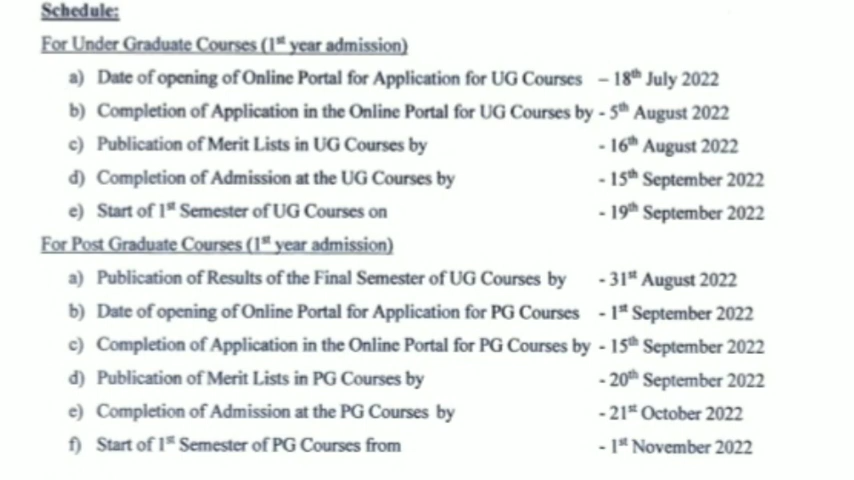 Schedule:
For Under Graduate Courses (1st year admission)
a) Date of opening of Online Portal for Application for UG Courses – 18th July 2022
b) Completion of Application in the Online Portal for UG Courses by - 5th August 2022
c) Publication of Merit Lists in UG Courses by - 16th August 2022
d) Completion of Admission at the UG Courses by - 15th September 2022
e) Start of 1st Semester of UG Courses on - 19th September 2022
For Post Graduate Courses (1st year admission)
a) Publication of Results of the Final Semester of UG Courses by - 31st August 2022
b) Date of opening of Online Portal for Application for PG Courses - 1st September 2022
c) Completion of Application in the Online Portal for PG Courses by - 15th September 2022
d) Publication of Merit Lists in PG Courses by - 20th September 2022
e) Completion of Admission at the PG Courses by - 21st October 2022
f) Start of 1st Semester of PG Courses from - 1st November 2022